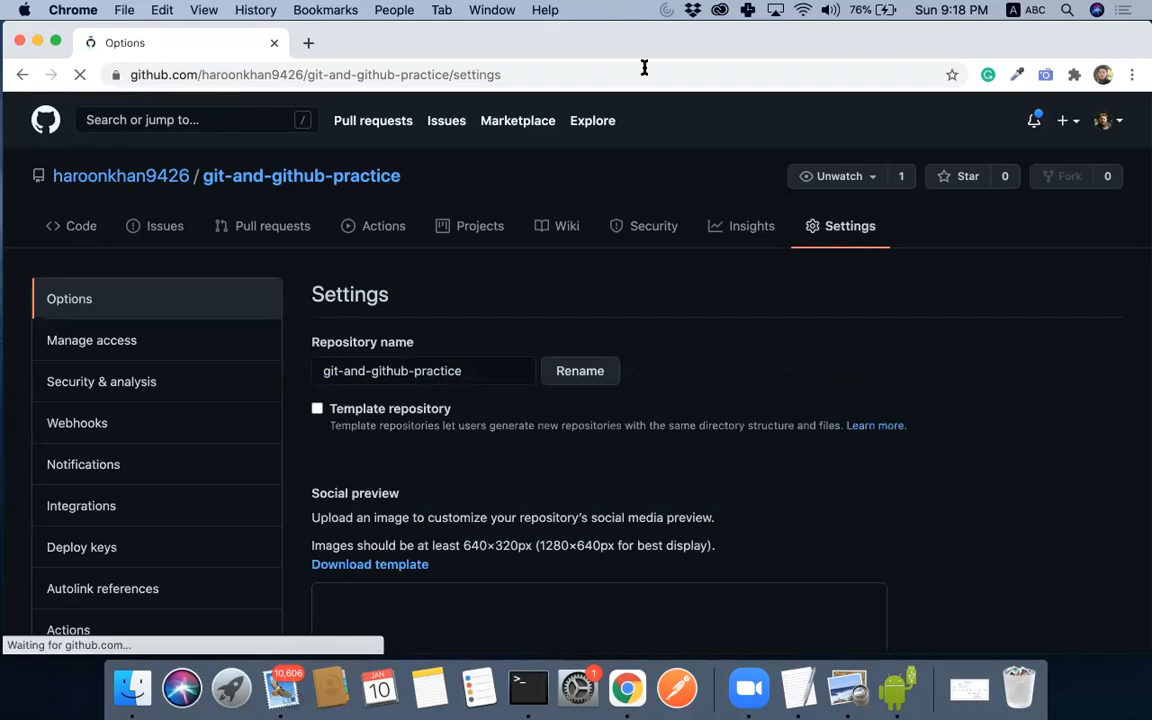 Chrome File Edit View History Bookmarks People Tab Window Help 76% Sun 9:18 PM A ABC
Options
github.com/haroonkhan9426/git-and-github-practice/settings
Search or jump to... / Pull requests Issues Marketplace Explore
haroonkhan9426 / git-and-github-practice Unwatch 1 Star 0 Fork 0
Code Issues Pull requests Actions Projects Wiki Security Insights Settings
Options
Manage access
Security & analysis
Webhooks
Notifications
Integrations
Deploy keys
Autolink references
Actions
Settings
Repository name
git-and-github-practice Rename
Template repository
Template repositories let users generate new repositories with the same directory structure and files. Learn more.
Social preview
Upload an image to customize your repository's social media preview.
Images should be at least 640×320px (1280×640px for best display).
Download template
Waiting for github.com...
10,606 JAN 10 >_ 1